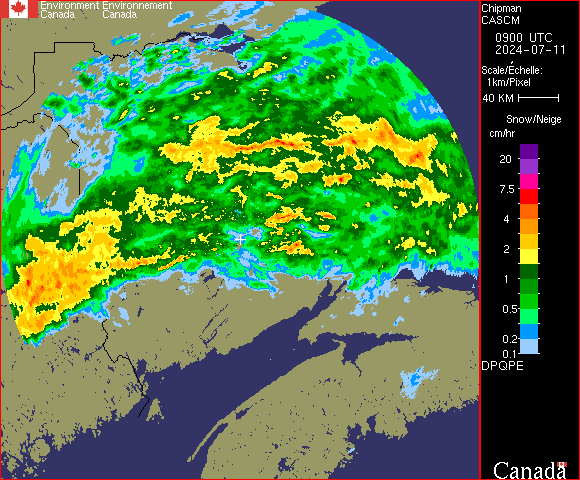 Environment Environnement
Canada Canada
Chipman
CASCM
0900 UTC
2024-07-11
Scale/Échelle:
1km/Pixel
40 KM
Snow/Neige
cm/hr
20
7.5
4
2
1
0.5
0.2
0.1
DPQPE
Canada